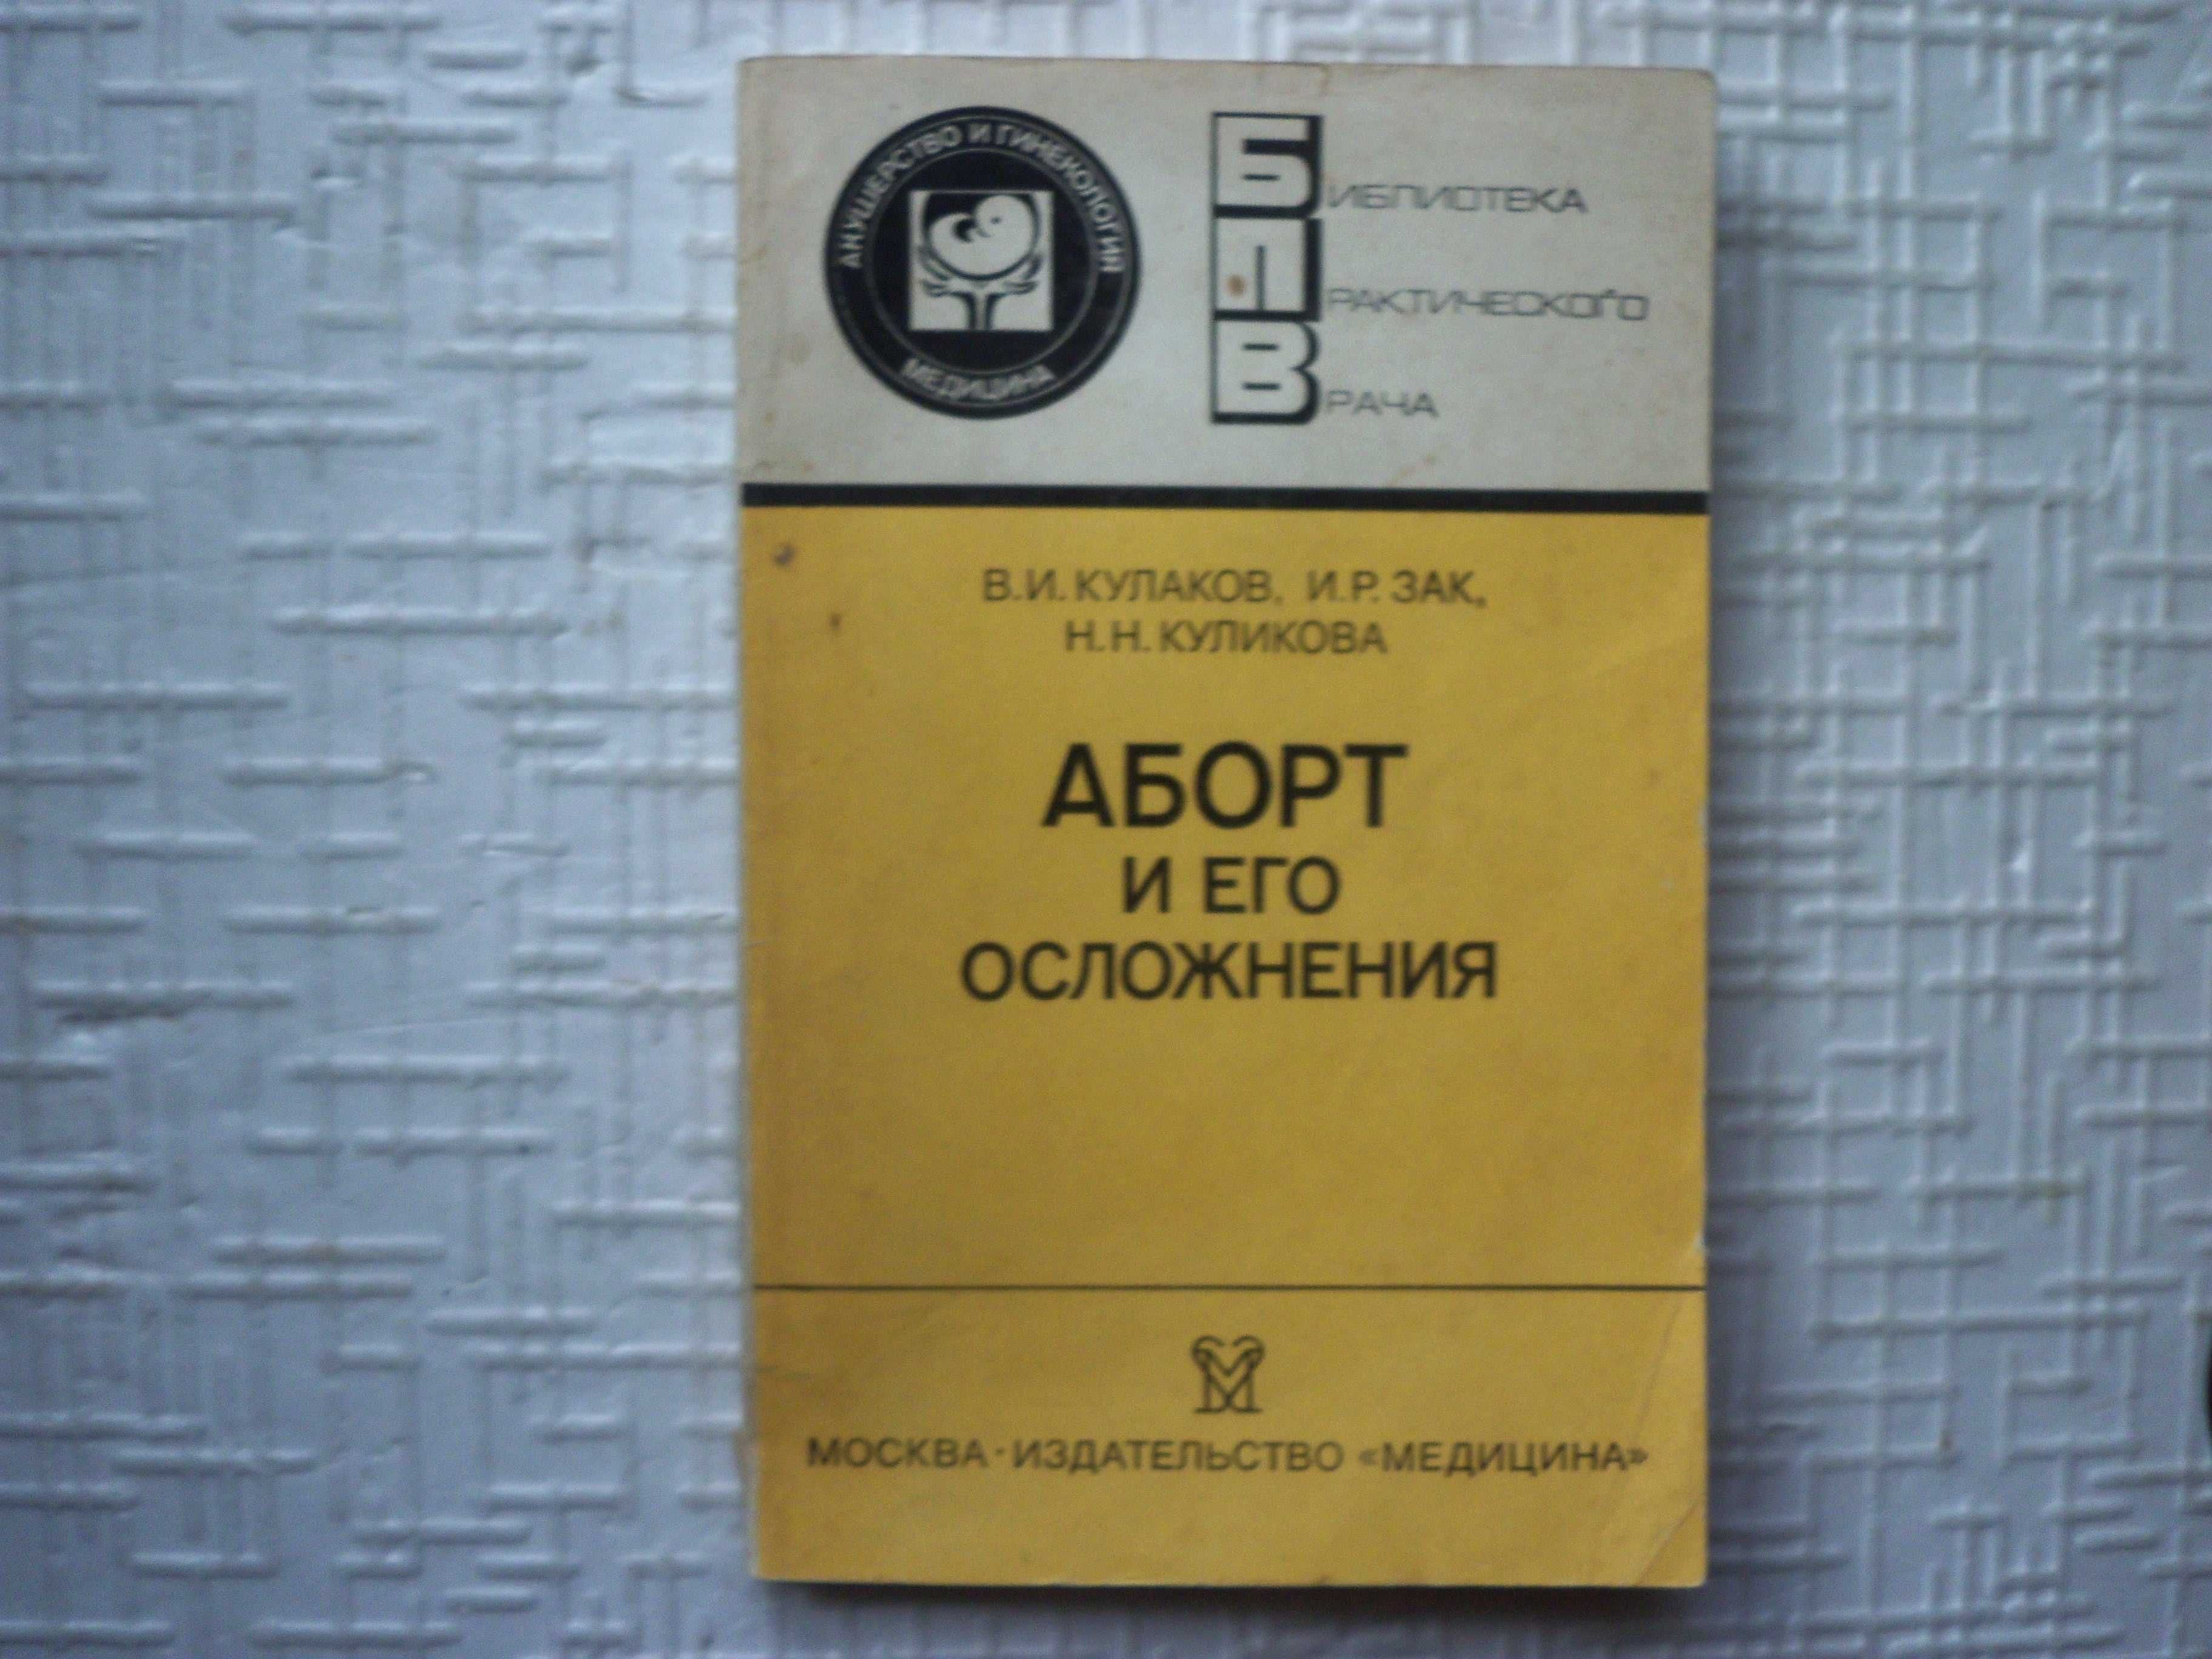 АКУШЕРСТВО И ГИНЕКОЛОГИЯ
МЕДИЦИНА
БИБЛИОТЕКА
ПРАКТИЧЕСКОГО
ВРАЧА
В.И. КУЛАКОВ, И.Р. ЗАК,
Н.Н. КУЛИКОВА
АБОРТ
И ЕГО
ОСЛОЖНЕНИЯ
МОСКВА · ИЗДАТЕЛЬСТВО «МЕДИЦИНА»